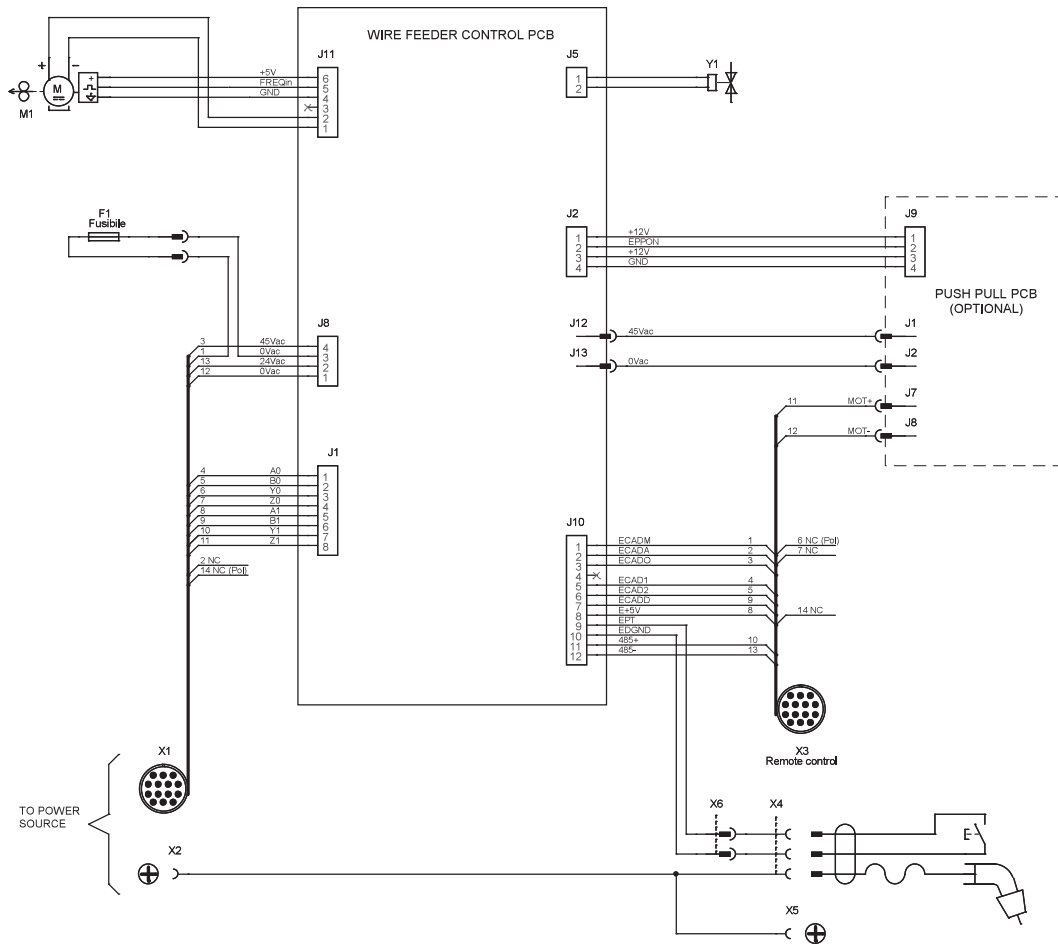 WIRE FEEDER CONTROL PCB
J11
+5V
FREQin
GND
6
5
4
3
2
1
+
−
M
M1
J5
1
2
Y1
F1
Fusibile
J2
1
2
3
4
+12V
EPPON
+12V
GND
J9
1
2
3
4
PUSH PULL PCB
(OPTIONAL)
J8
3 45Vac 4
1 0Vac 3
13 24Vac 2
12 0Vac 1
J12
45Vac
J1
J13
0Vac
J2
11 MOT+
J7
12 MOT-
J8
J1
4 A0 1
5 B0 2
6 Y0 3
7 Z0 4
8 A1 5
9 B1 6
10 Y1 7
11 Z1 8
2 NC
14 NC (Pol)
J10
1 ECADM 1
2 ECADA 2
3 ECADO 3
4
5 ECAD1 4
6 ECAD2 5
7 ECADD 9
8 E+5V 8
9 EPT
10 EDGND
11 485+ 10
12 485- 13
6 NC (Pol)
7 NC
14 NC
X3
Remote control
X1
TO POWER
SOURCE
X2
X6
X4
X5